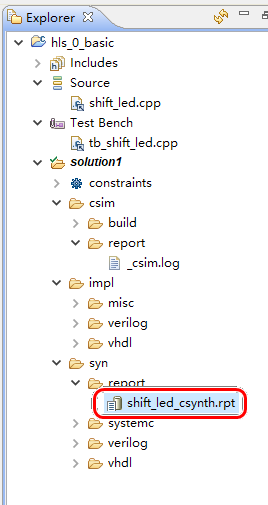 Explorer
hls_0_basic
Includes
Source
shift_led.cpp
Test Bench
tb_shift_led.cpp
solution1
constraints
csim
build
report
_csim.log
impl
misc
verilog
vhdl
syn
report
shift_led_csynth.rpt
systemc
verilog
vhdl